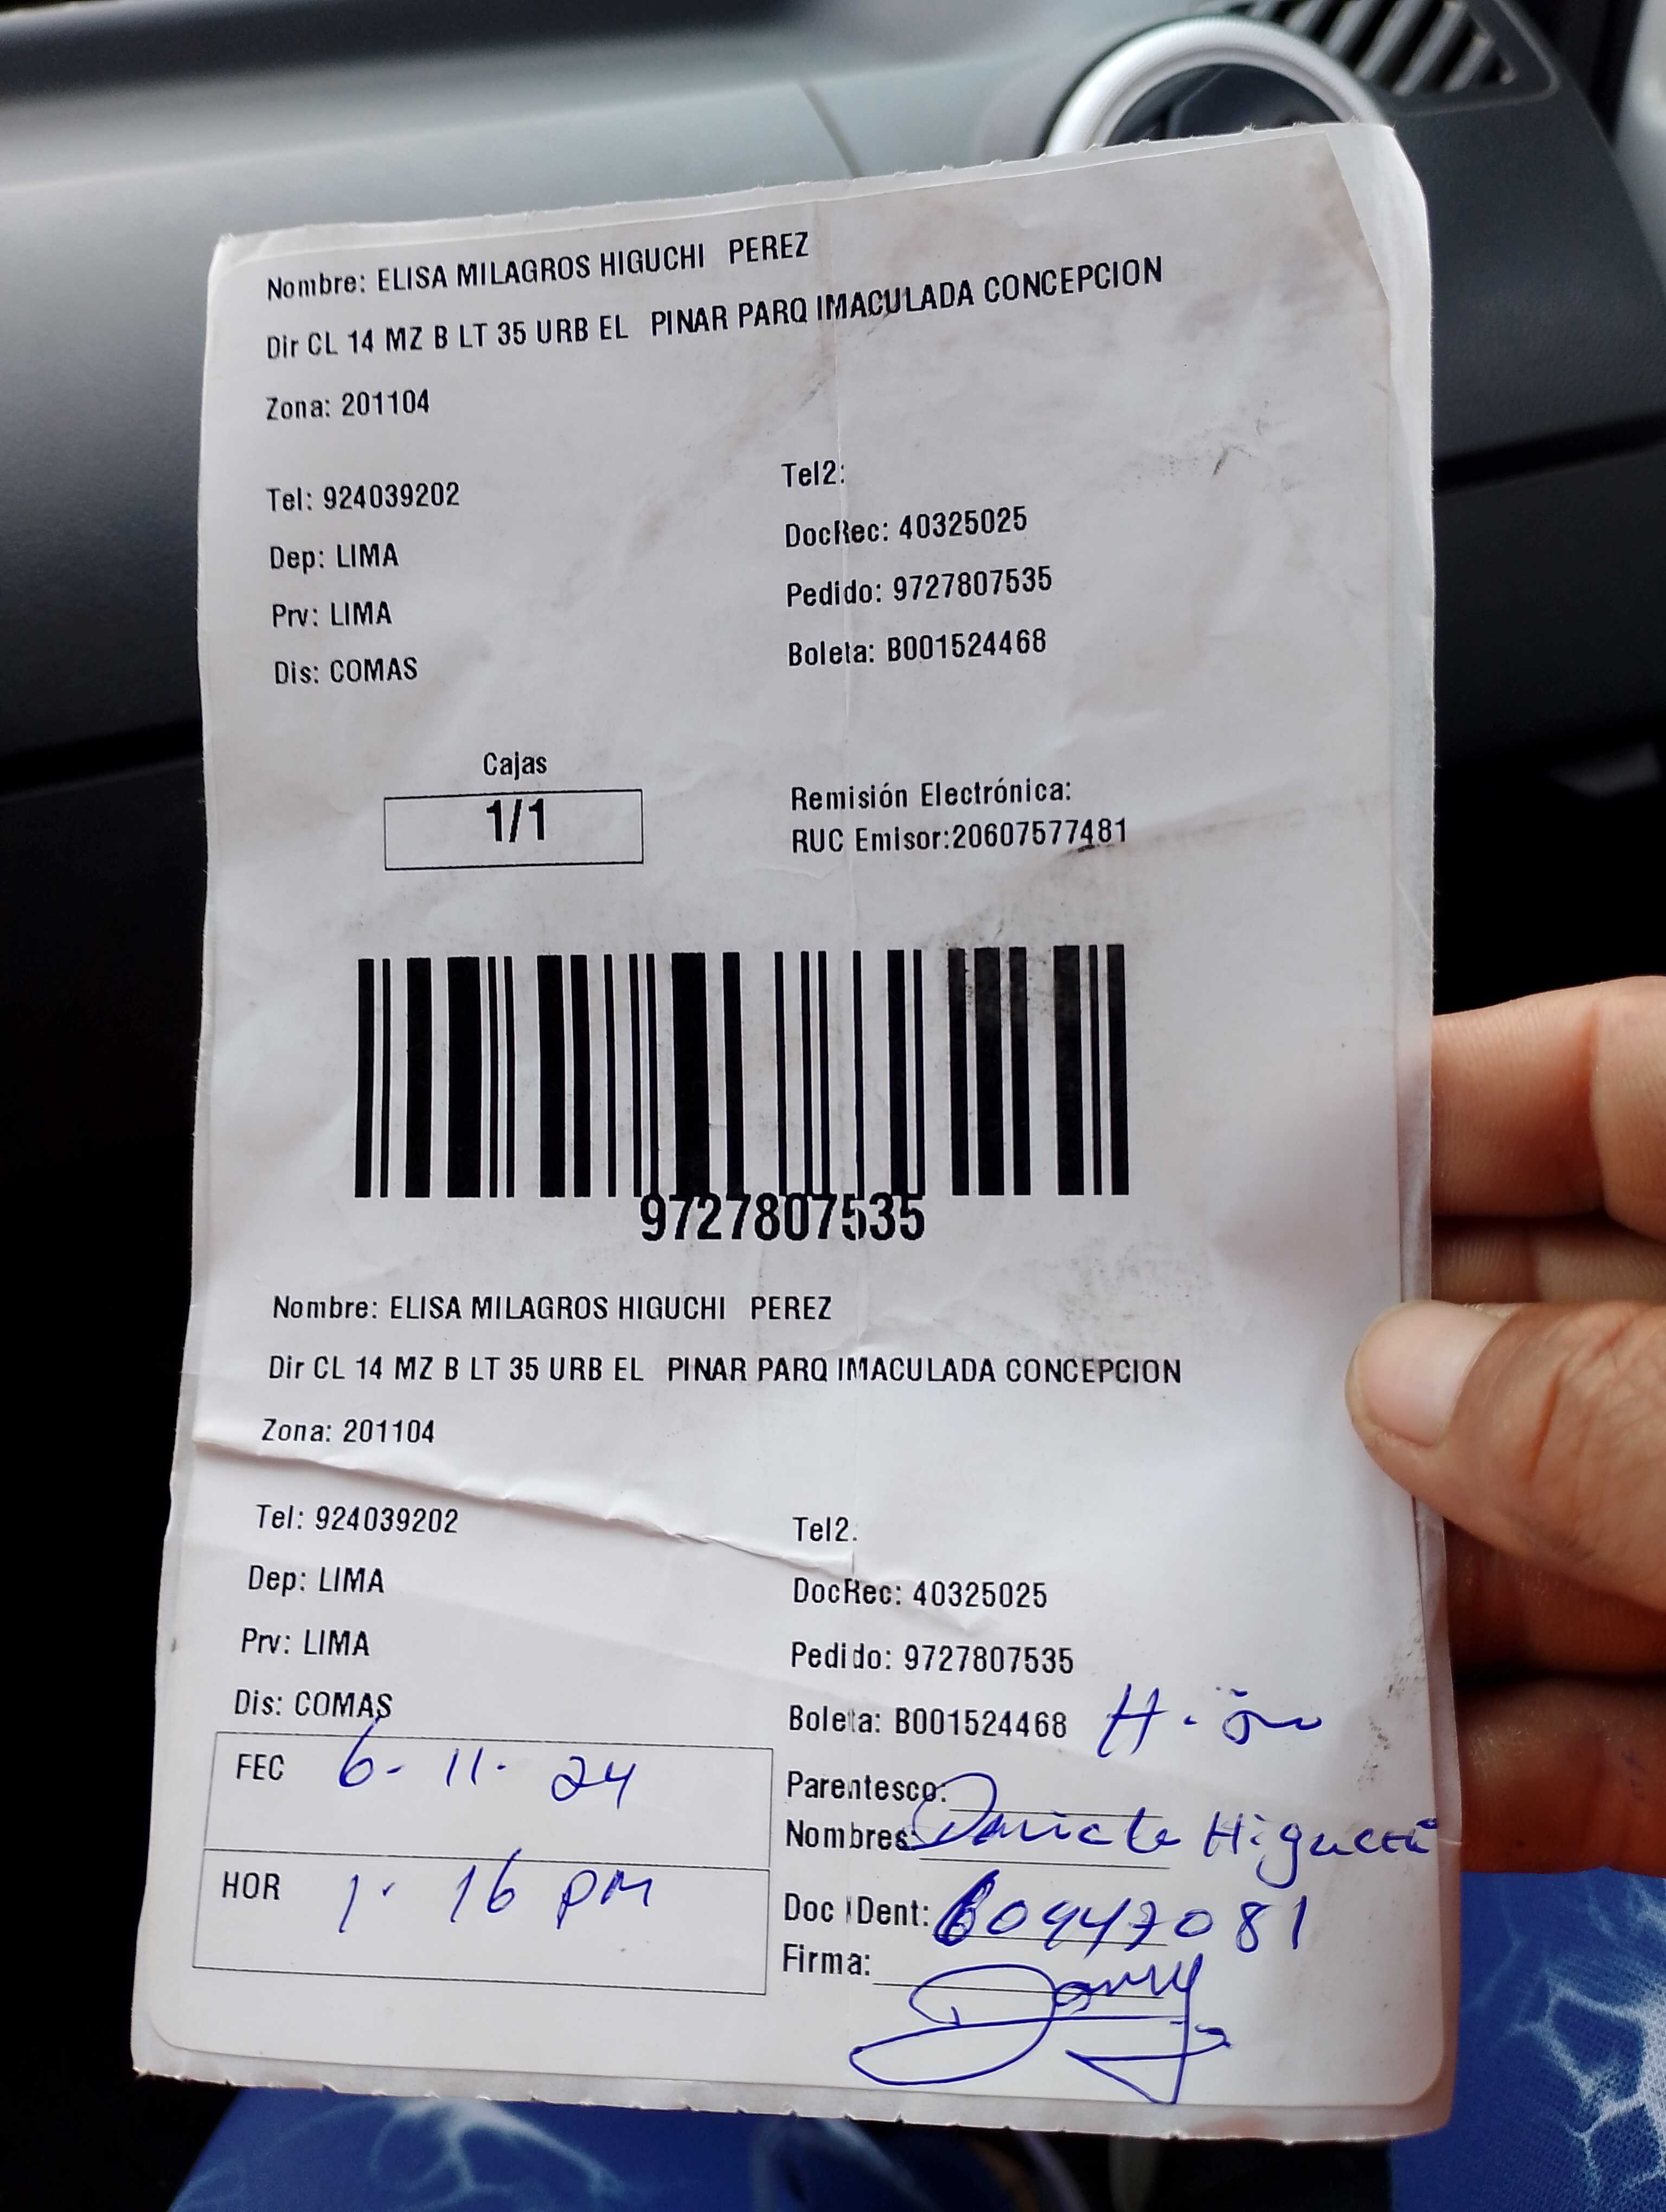 Nombre: ELISA MILAGROS HIGUCHI PEREZ
Dir CL 14 MZ B LT 35 URB EL PINAR PARQ IMACULADA CONCEPCION
Zona: 201104
Tel: 924039202
Tel2:
Dep: LIMA
DocRec: 40325025
Prv: LIMA
Pedido: 9727807535
Dis: COMAS
Boleta: B001524468
Cajas
1/1
Remisión Electrónica:
RUC Emisor:20607577481
9727807535
Nombre: ELISA MILAGROS HIGUCHI PEREZ
Dir CL 14 MZ B LT 35 URB EL PINAR PARQ IMACULADA CONCEPCION
Zona: 201104
Tel: 924039202
Tel2:
Dep: LIMA
DocRec: 40325025
Prv: LIMA
Pedido: 9727807535
Dis: COMAS
Boleta: B001524468
FEC 6-11-24
Parentesco:
Nombres: Higuchi
HOR 1.16 pm
Doc IDent: 60947081
Firma: